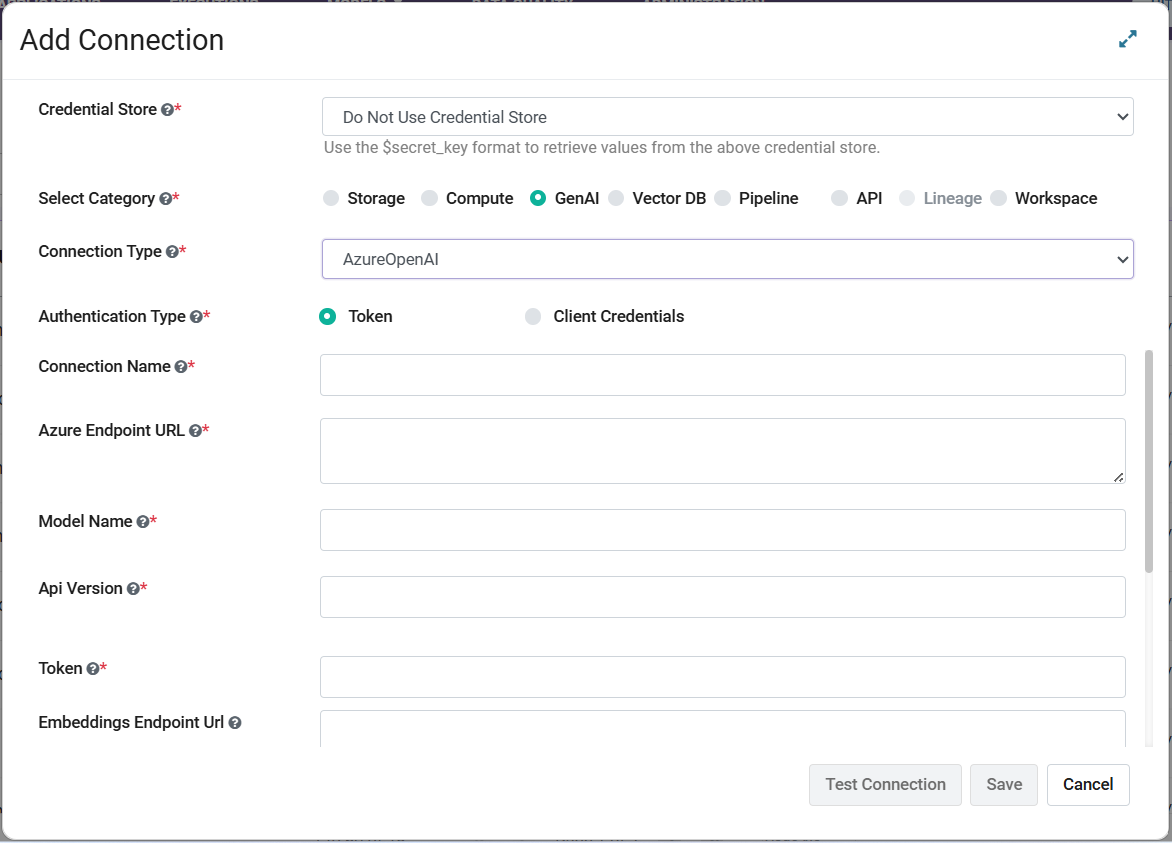 Add Connection
Credential Store ?*
Do Not Use Credential Store
Use the $secret_key format to retrieve values from the above credential store.
Select Category ?* Storage Compute GenAI Vector DB Pipeline API Lineage Workspace
Connection Type ?* AzureOpenAI
Authentication Type ?* Token Client Credentials
Connection Name ?*
Azure Endpoint URL ?*
Model Name ?*
Api Version ?*
Token ?*
Embeddings Endpoint Url ?
Test Connection Save Cancel